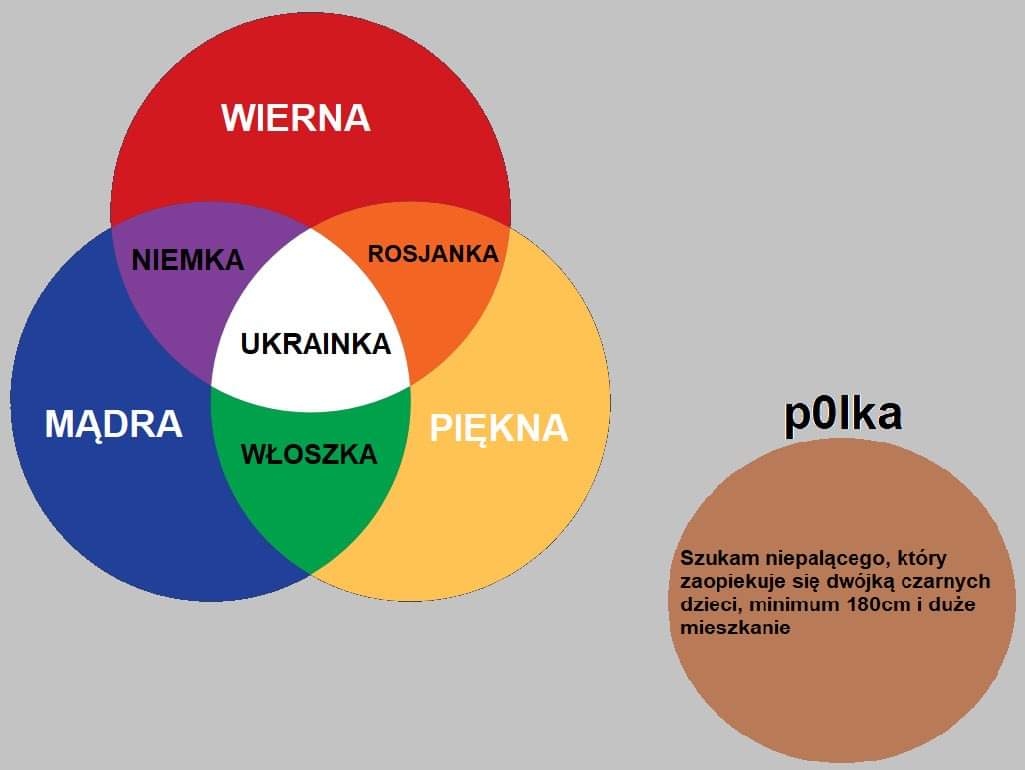 WIERNA
NIEMKA
ROSJANKA
UKRAINKA
MĄDRA
PIĘKNA
WŁOSZKA
p0lka
Szukam niepalącego, który
zaopiekuje się dwójką czarnych
dzieci, minimum 180cm i duże
mieszkanie